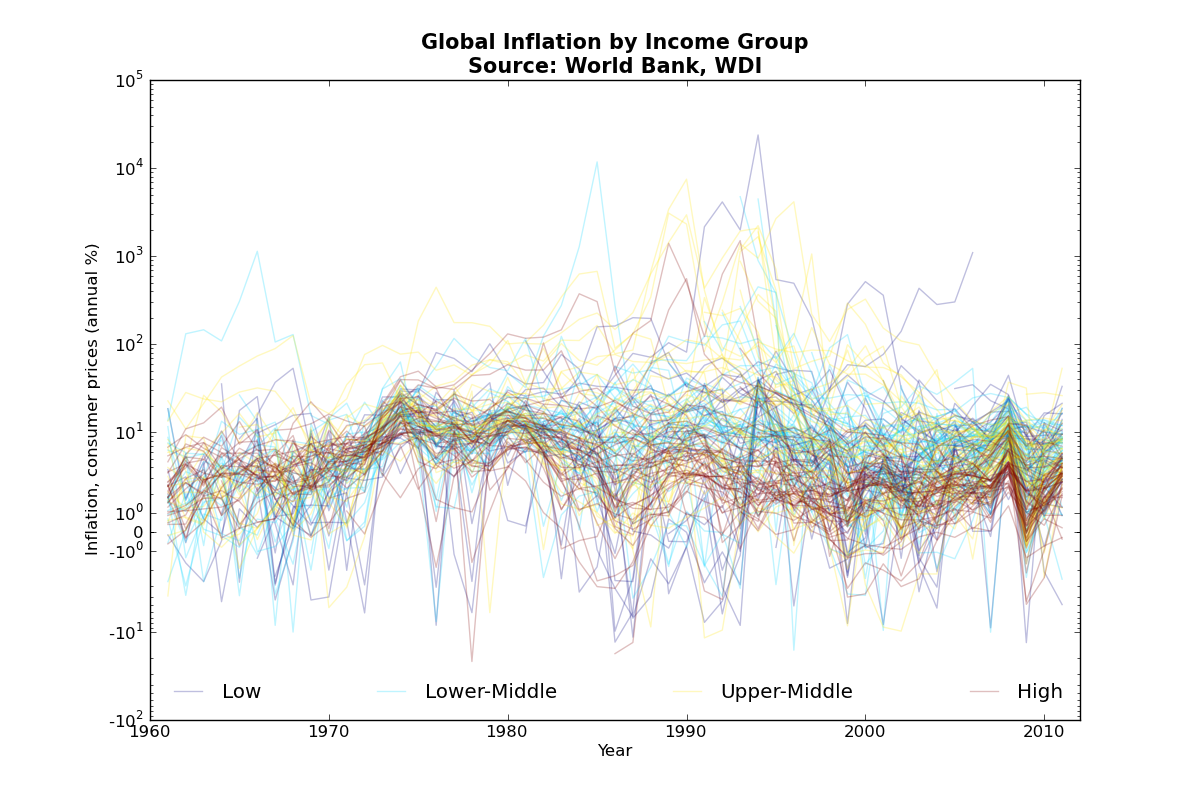 Global Inflation by Income Group
Source: World Bank, WDI
10^5
10^4
10^3
10^2
10^1
10^0
0
-10^0
-10^1
-10^2
Inflation, consumer prices (annual %)
Low Lower-Middle Upper-Middle High
1960 1970 1980 1990 2000 2010
Year